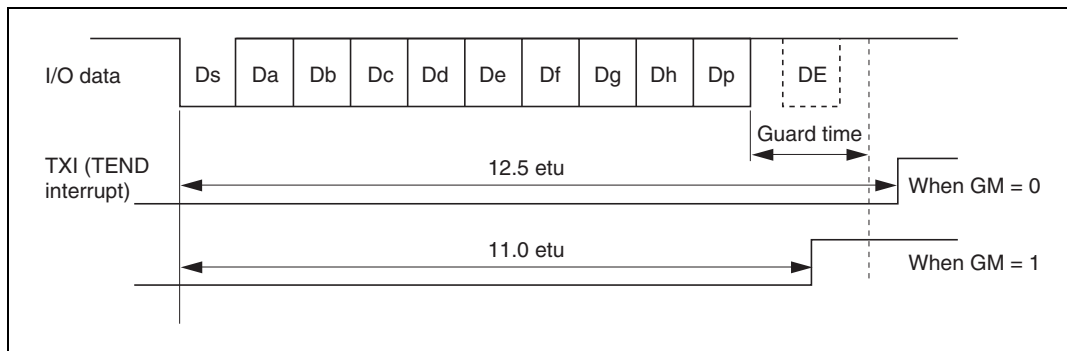 I/O data
Ds Da Db Dc Dd De Df Dg Dh Dp DE
Guard time
TXI (TEND
interrupt)
12.5 etu
When GM = 0
11.0 etu
When GM = 1